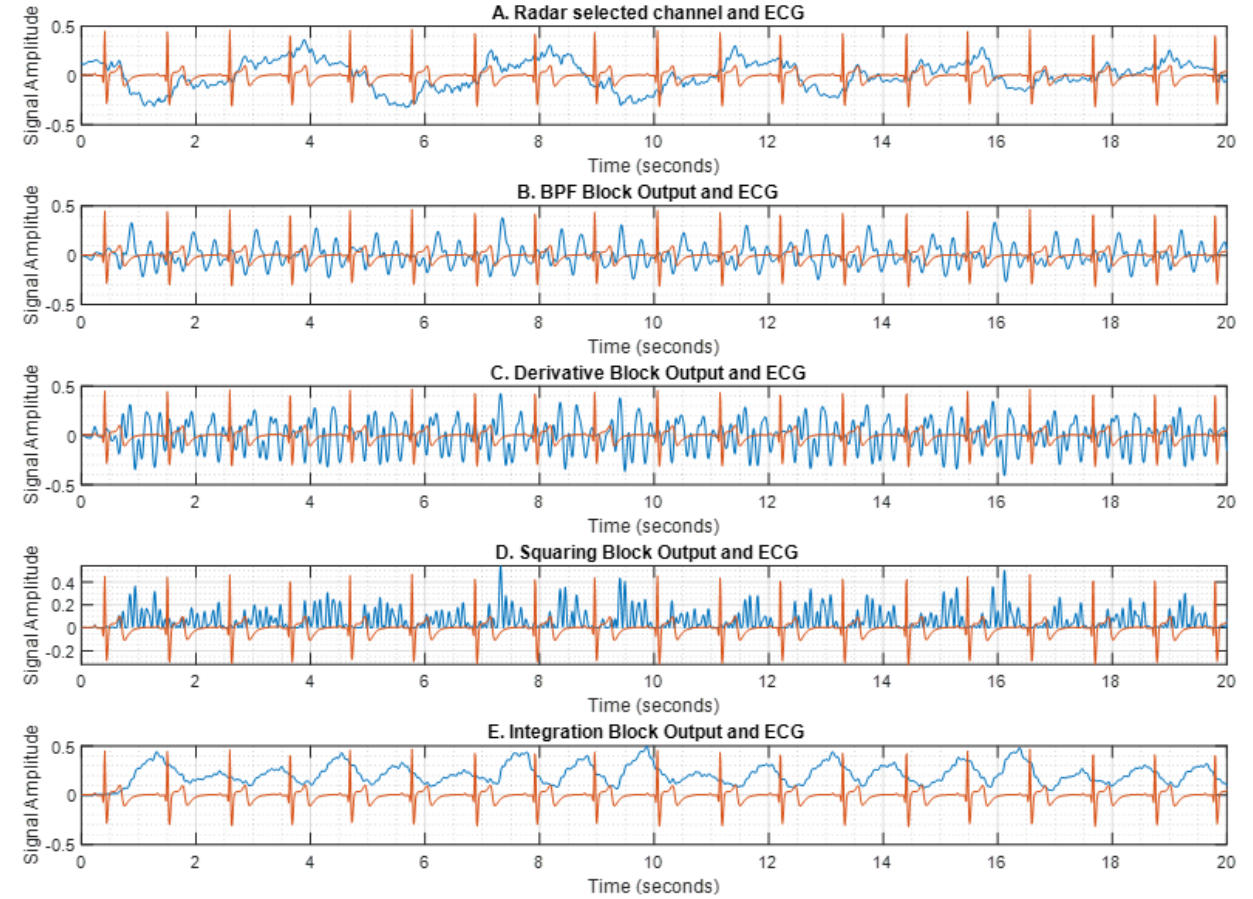 A. Radar selected channel and ECG
Signal Amplitude
0.5
0
-0.5
0 2 4 6 8 10 12 14 16 18 20
Time (seconds)
B. BPF Block Output and ECG
Signal Amplitude
0.5
0
-0.5
0 2 4 6 8 10 12 14 16 18 20
Time (seconds)
C. Derivative Block Output and ECG
Signal Amplitude
0.5
0
-0.5
0 2 4 6 8 10 12 14 16 18 20
Time (seconds)
D. Squaring Block Output and ECG
Signal Amplitude
0.4
0.2
0
-0.2
0 2 4 6 8 10 12 14 16 18 20
Time (seconds)
E. Integration Block Output and ECG
Signal Amplitude
0.5
0
-0.5
0 2 4 6 8 10 12 14 16 18 20
Time (seconds)